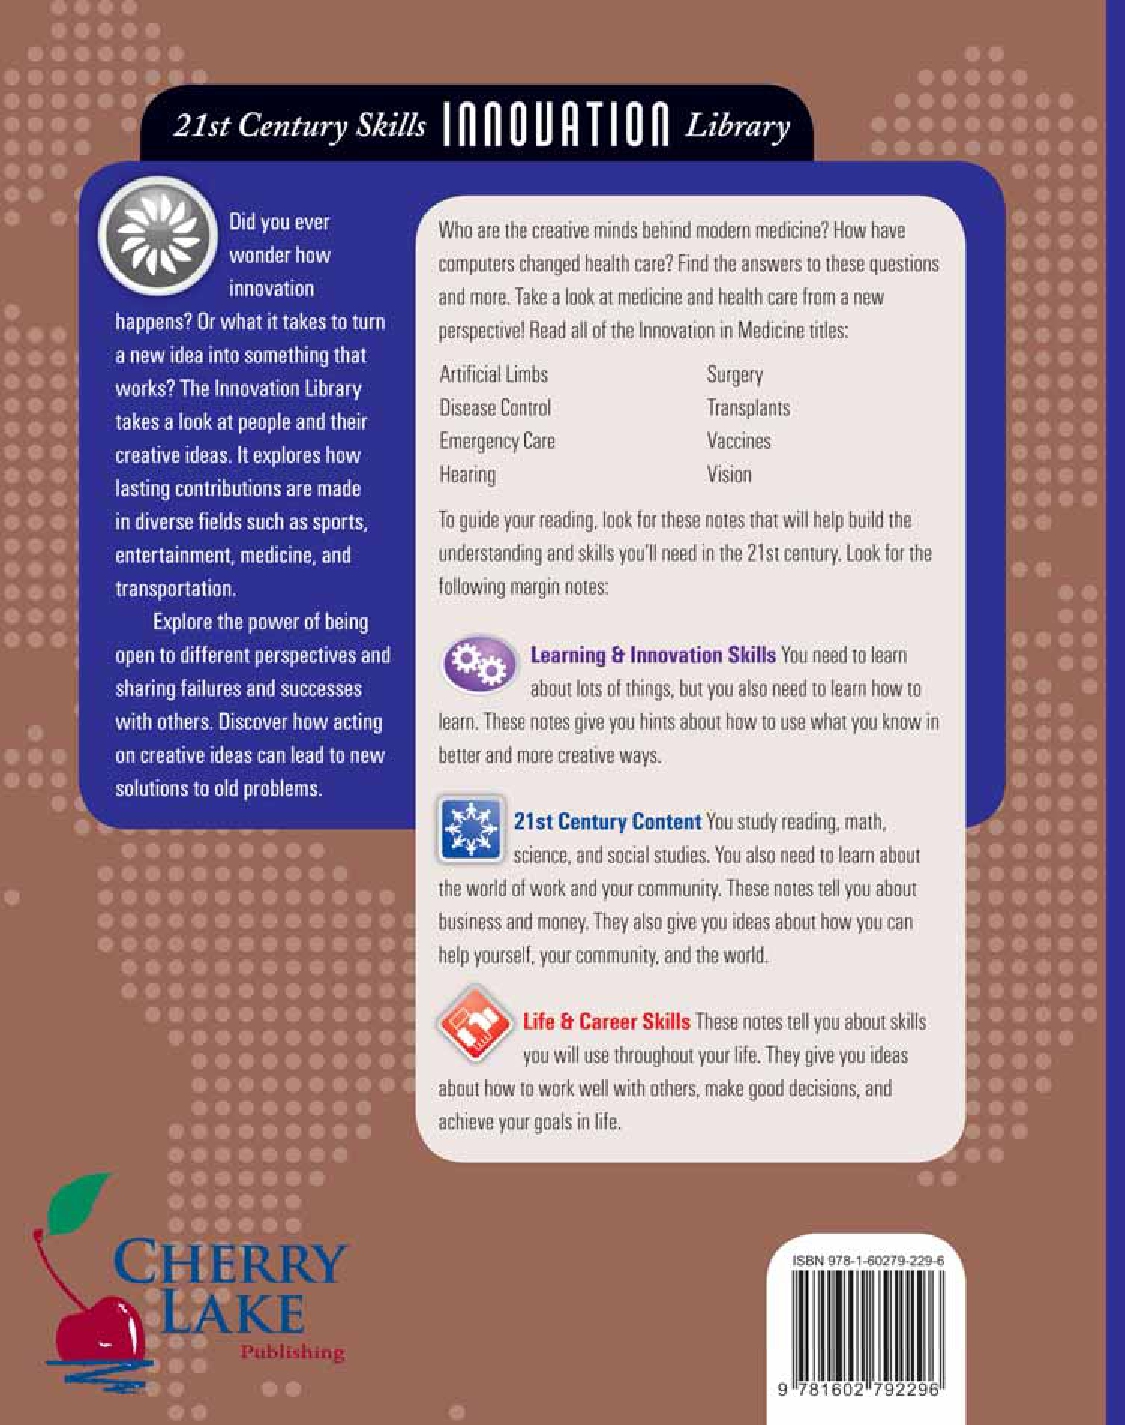 21st Century Skills INNOVATION Library
Did you ever
wonder how
innovation
happens? Or what it takes to turn
a new idea into something that
works? The Innovation Library
takes a look at people and their
creative ideas. It explores how
lasting contributions are made
in diverse fields such as sports,
entertainment, medicine, and
transportation.
Explore the power of being
open to different perspectives and
sharing failures and successes
with others. Discover how acting
on creative ideas can lead to new
solutions to old problems.
Who are the creative minds behind modern medicine? How have
computers changed health care? Find the answers to these questions
and more. Take a look at medicine and health care from a new
perspective! Read all of the Innovation in Medicine titles:
Artificial Limbs
Disease Control
Emergency Care
Hearing
Surgery
Transplants
Vaccines
Vision
To guide your reading, look for these notes that will help build the
understanding and skills you'll need in the 21st century. Look for the
following margin notes:
Learning & Innovation Skills You need to learn
about lots of things, but you also need to learn how to
learn. These notes give you hints about how to use what you know in
better and more creative ways.
21st Century Content You study reading, math,
science, and social studies. You also need to learn about
the world of work and your community. These notes tell you about
business and money. They also give you ideas about how you can
help yourself, your community, and the world.
Life & Career Skills These notes tell you about skills
you will use throughout your life. They give you ideas
about how to work well with others, make good decisions, and
achieve your goals in life.
CHERRY
LAKE
Publishing
ISBN 978-1-60279-229-6
9 781602 792296